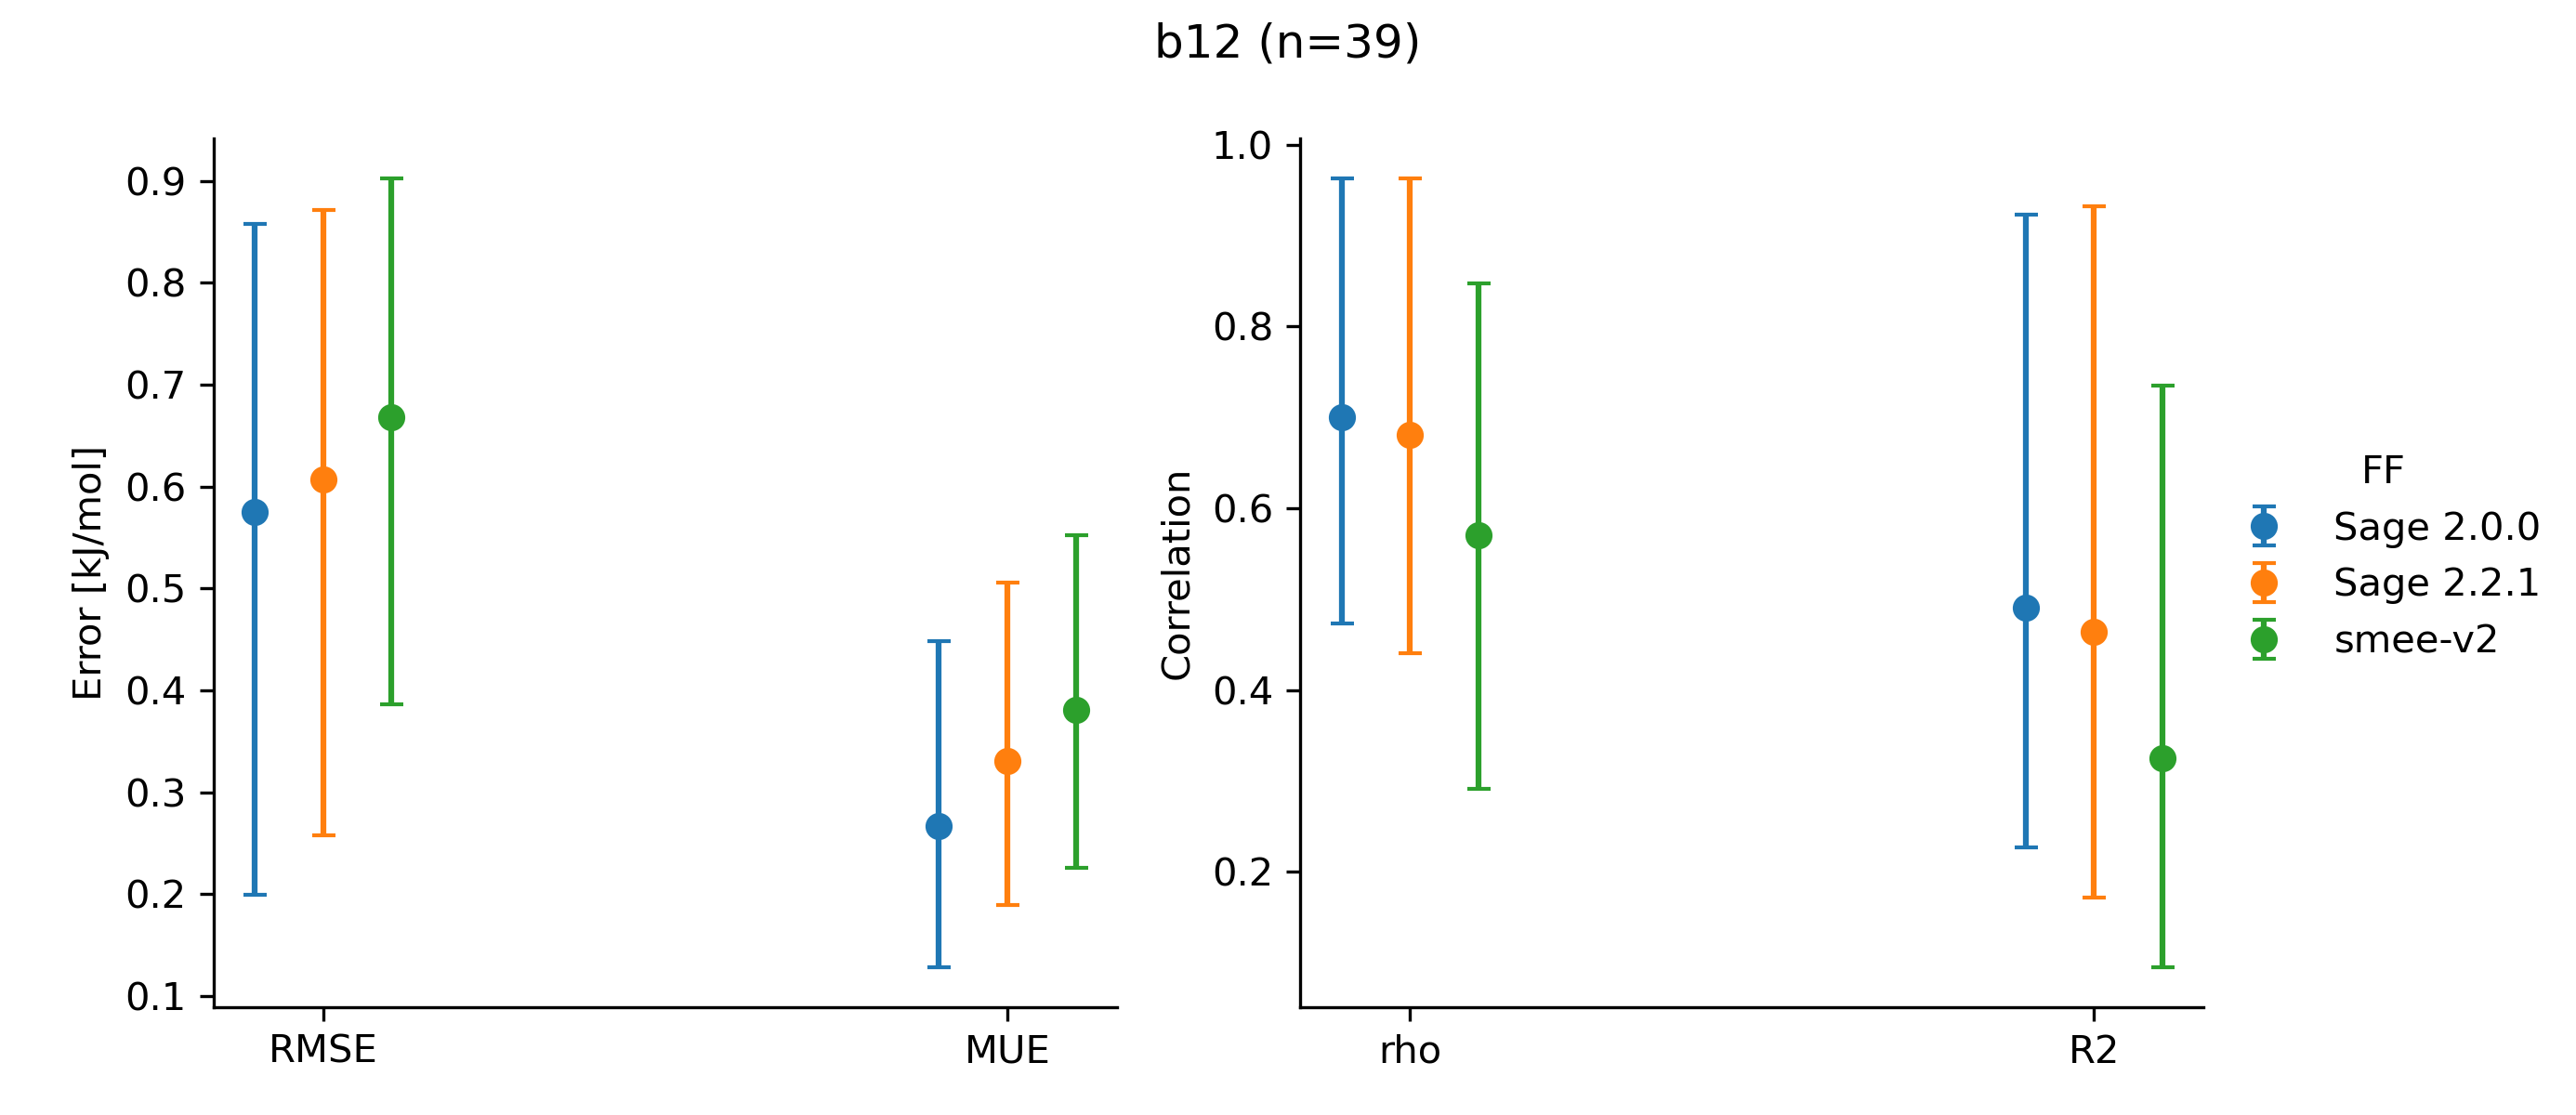 b12 (n=39)
Error [kJ/mol]
0.9
0.8
0.7
0.6
0.5
0.4
0.3
0.2
0.1
RMSE
MUE
Correlation
1.0
0.8
0.6
0.4
0.2
rho
R2
FF
Sage 2.0.0
Sage 2.2.1
smee-v2